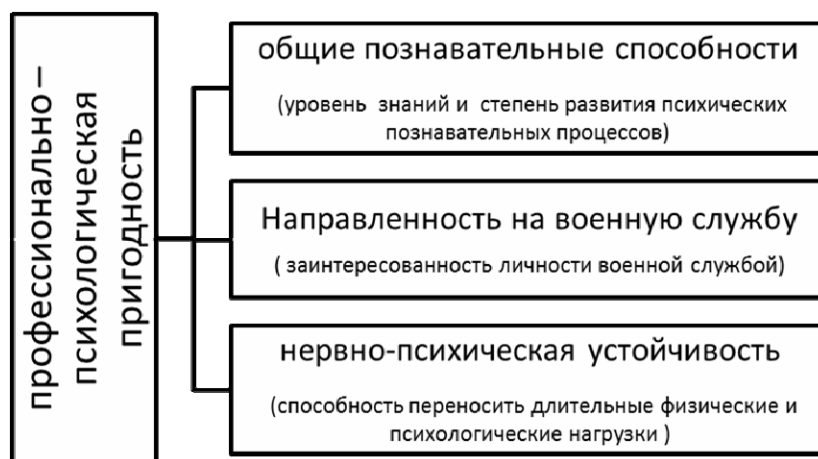 профессионально –
психологическая
пригодность
общие познавательные способности
(уровень знаний и степень развития психических
познавательных процессов)
Направленность на военную службу
( заинтересованность личности военной службой)
нервно-психическая устойчивость
(способность переносить длительные физические и
психологические нагрузки )